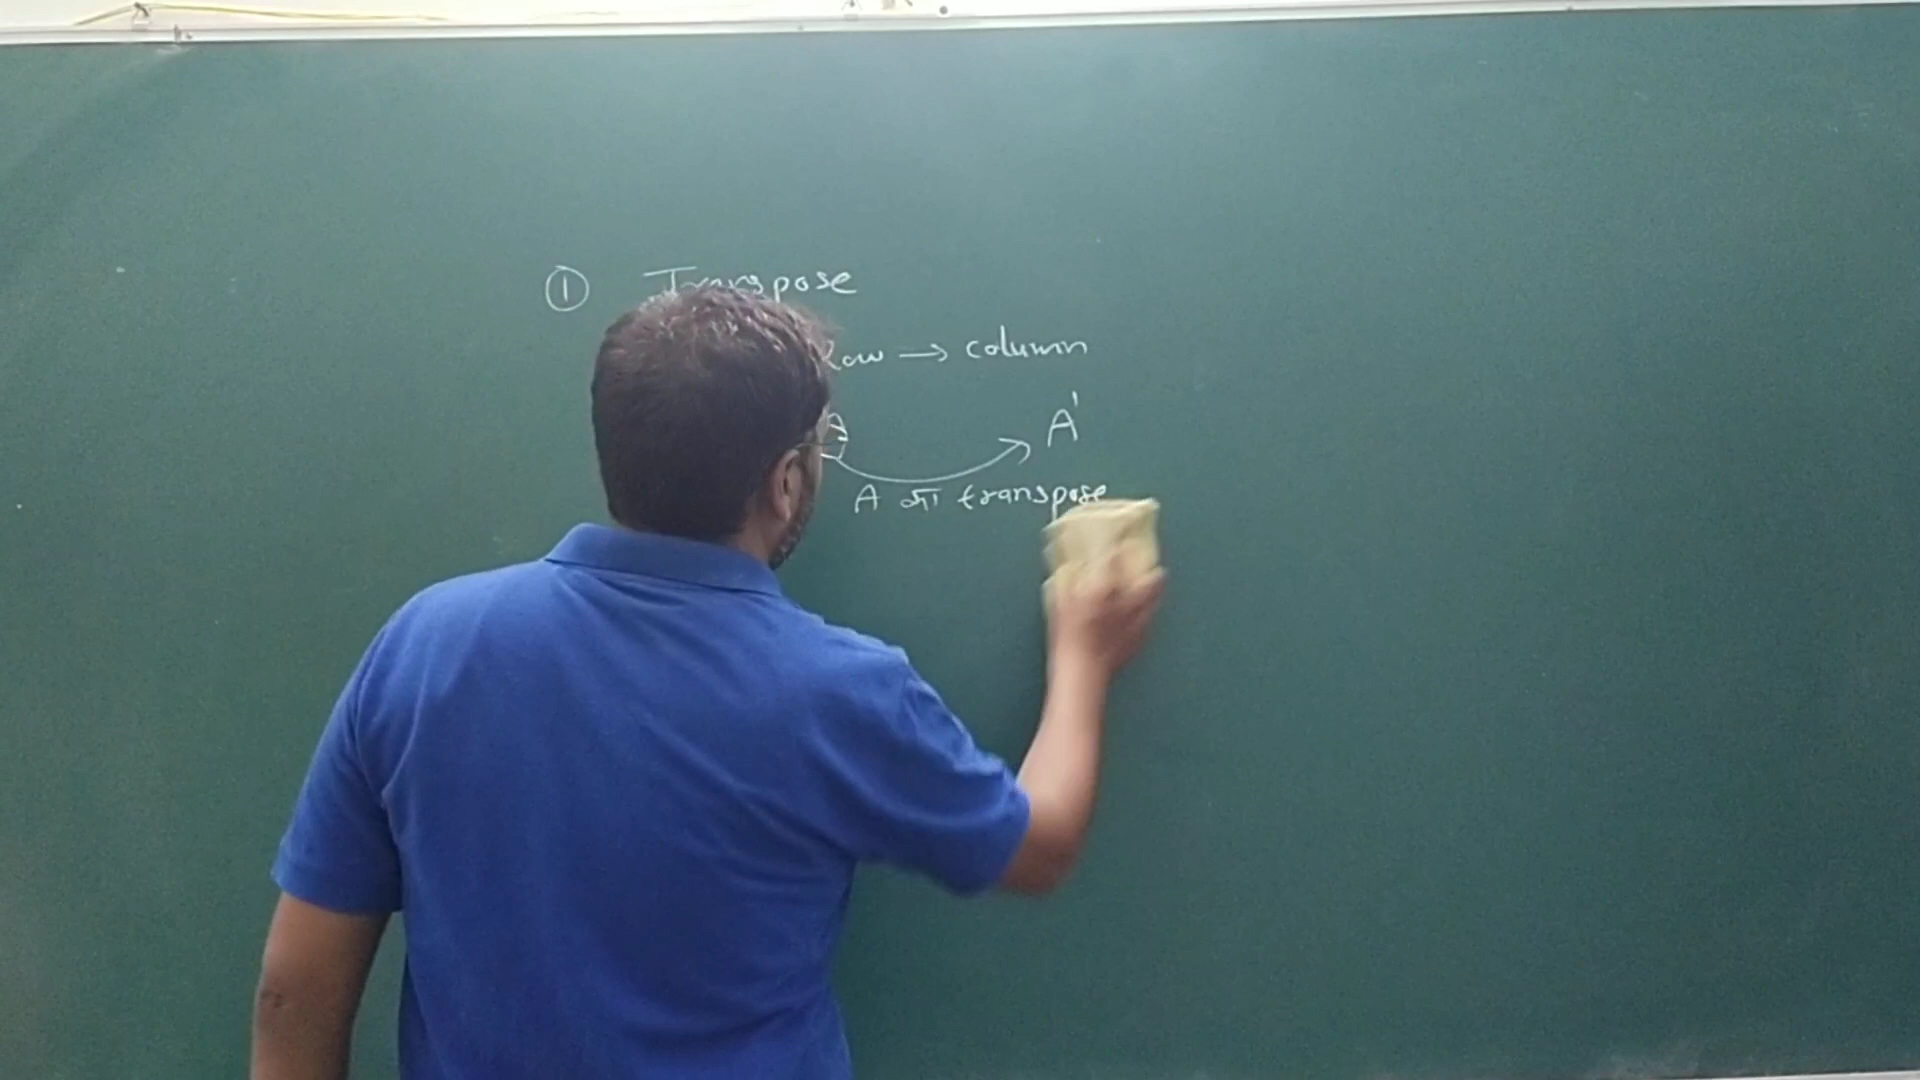 ① Transpose
Row → column
A → A'
A का transpose